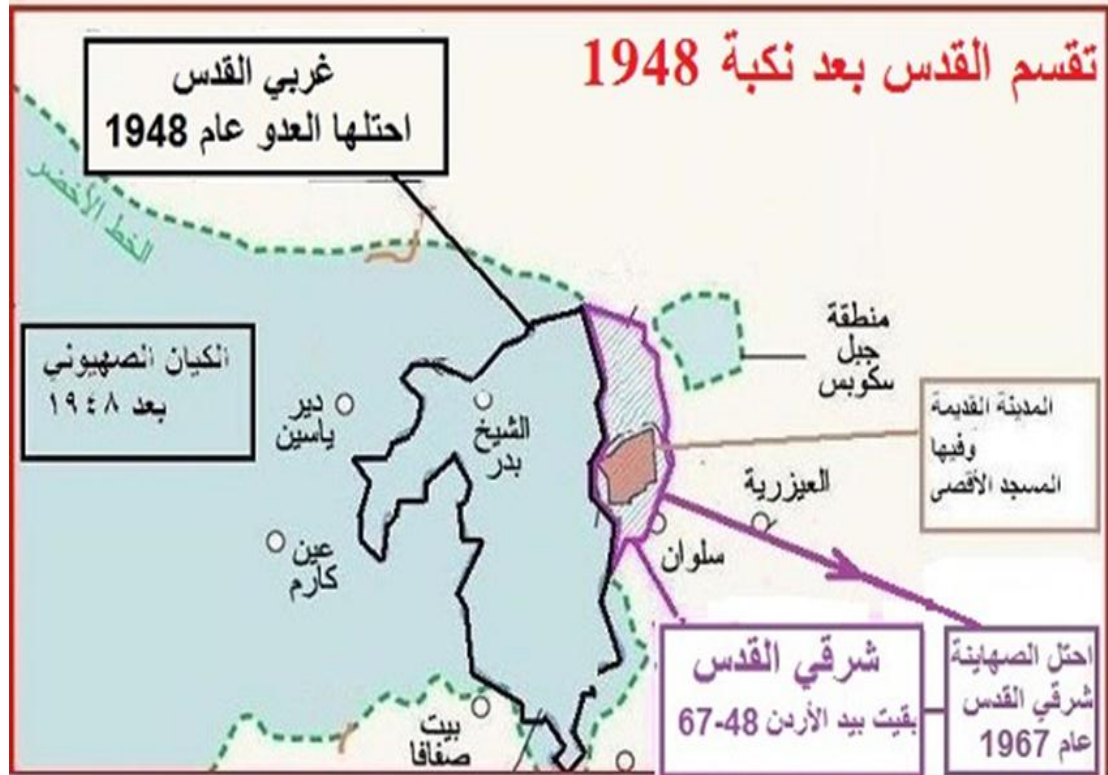 تقسم القدس بعد نكبة 1948
غربي القدس
احتلها العدو عام 1948
الخط الأخضر
منطقة
جبل
سكوبس
الكيان الصهيوني
بعد ١٩٤٨
دير
ياسين
الشيخ
بدر
المدينة القديمة
وفيها
المسجد الأقصى
العيزرية
سلوان
عين
كارم
شرقي القدس
بقيت بيد الأردن 48-67
احتل الصهاينة
شرقي القدس
عام 1967
بيت
صفافا